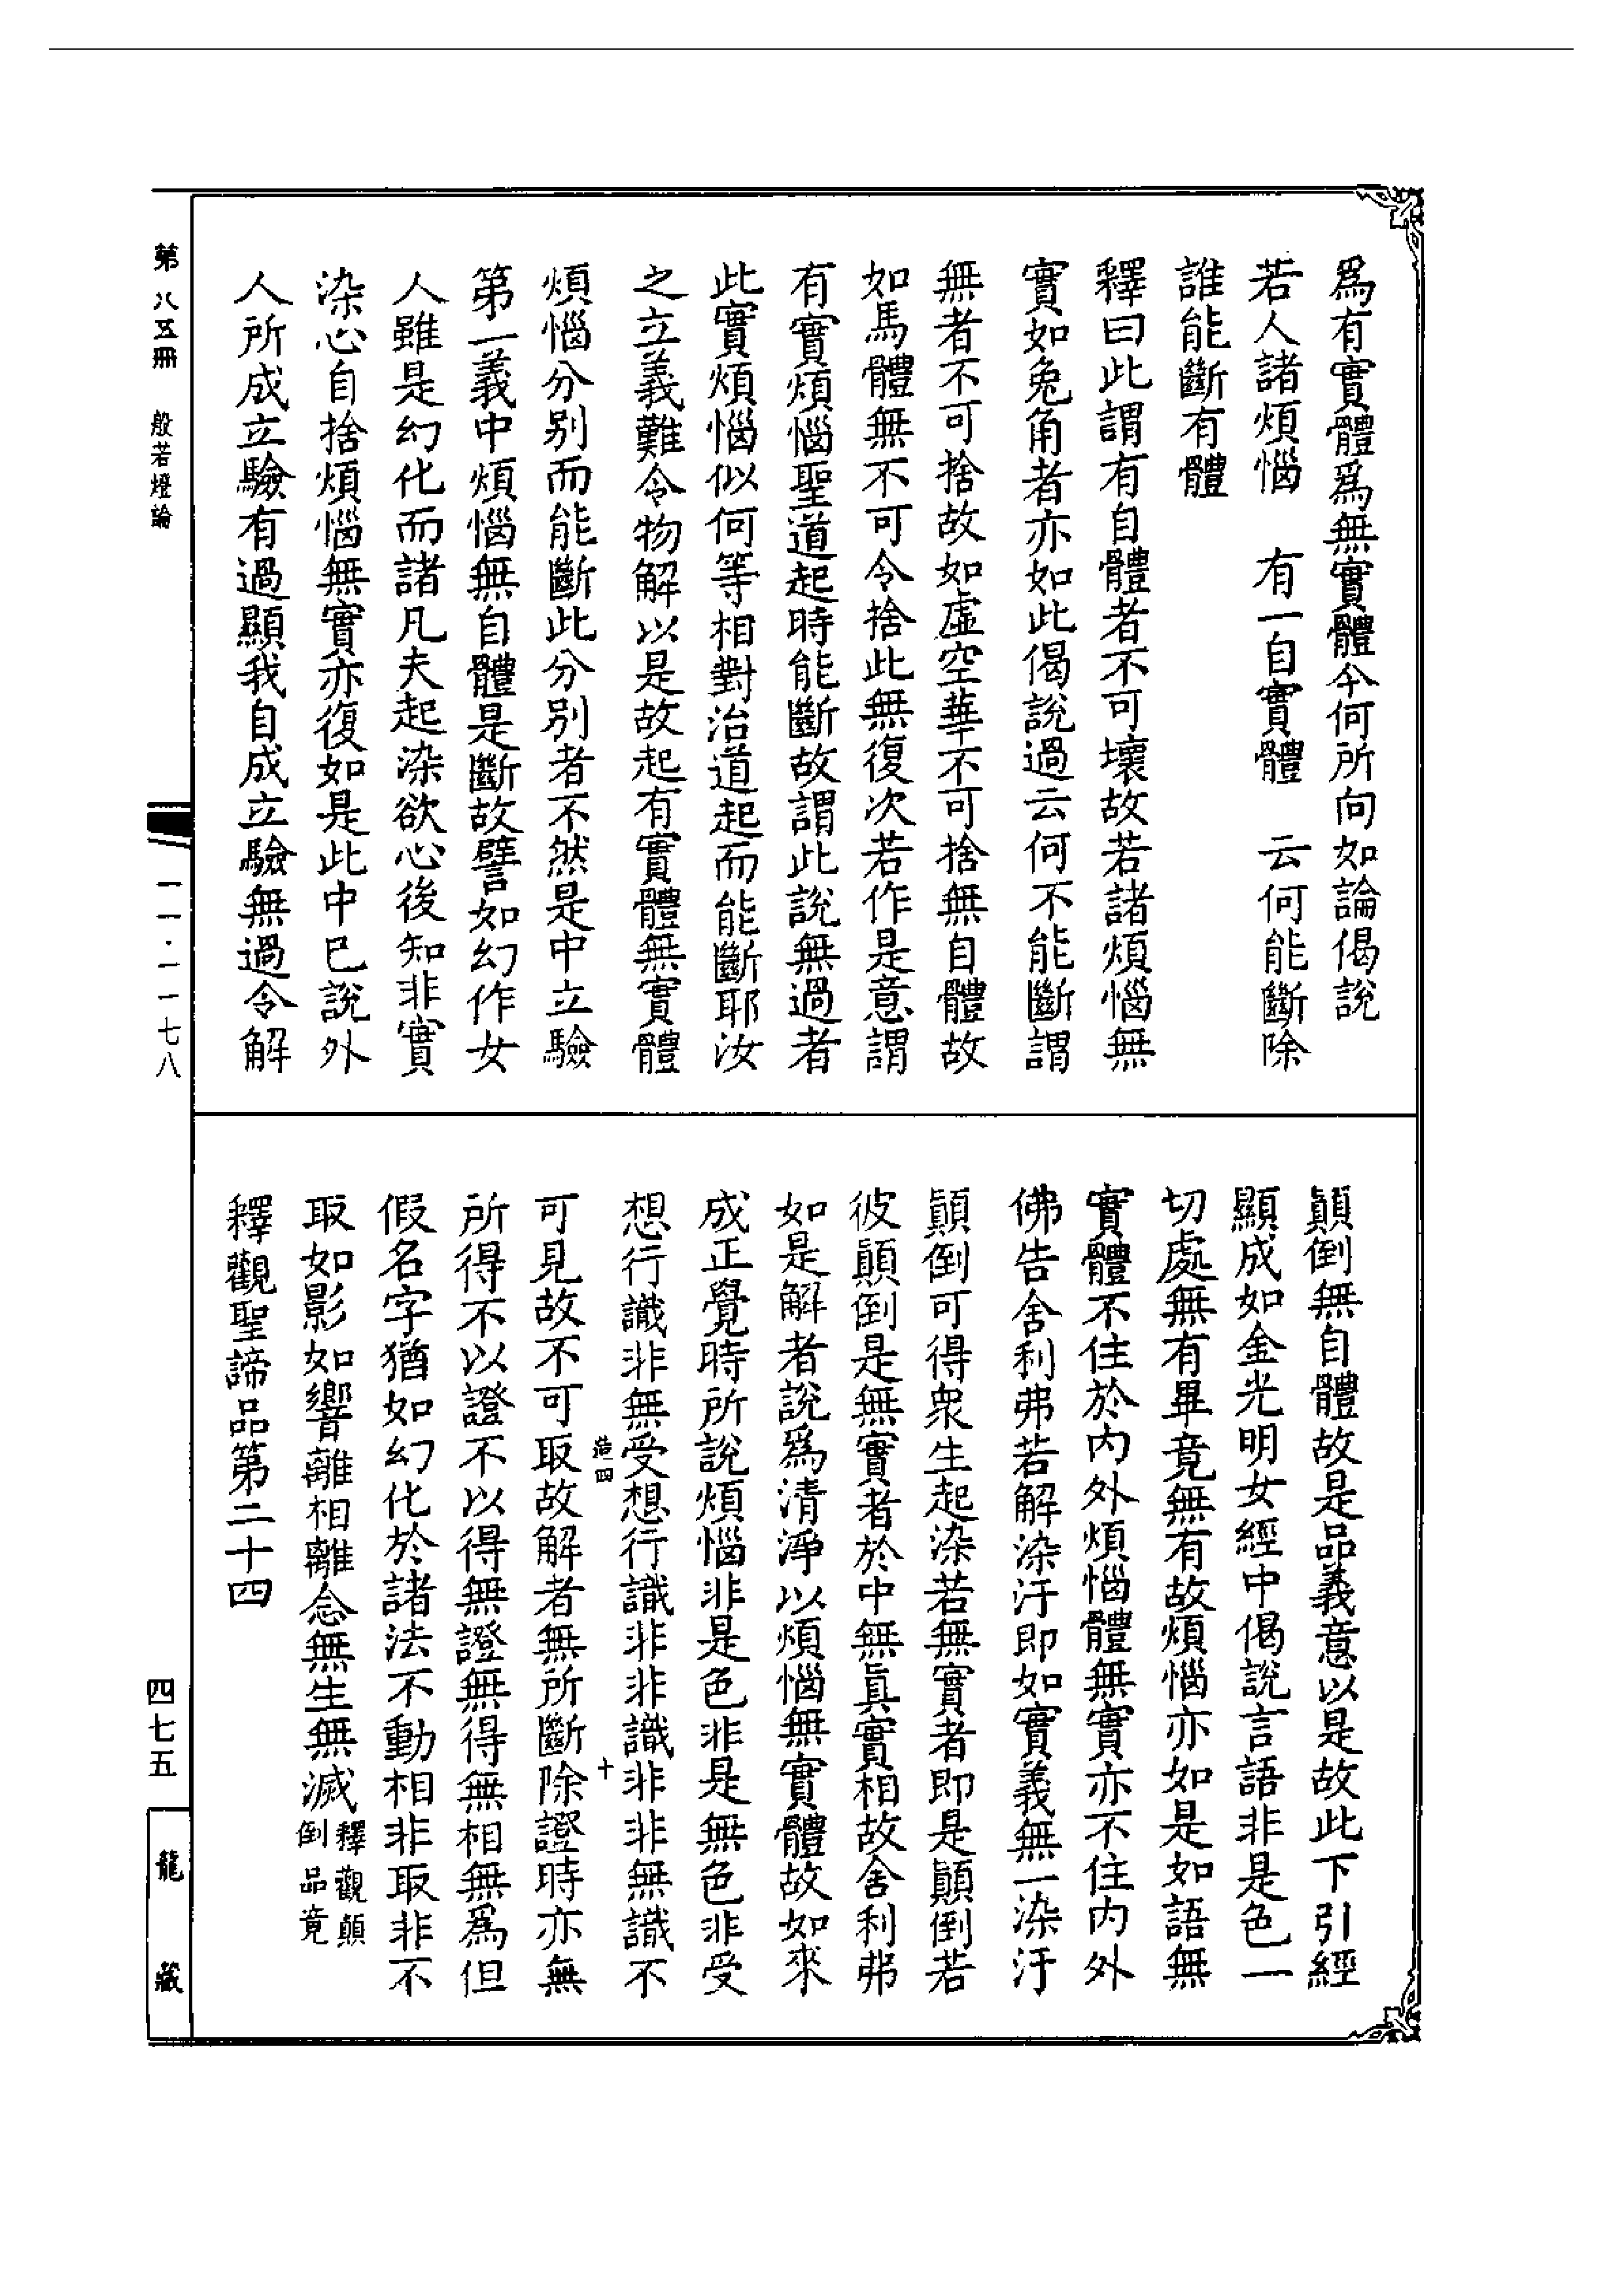 爲有實體爲無實體今何所向如論偈說
若人諸煩惱　有一自實體　云何能斷除
誰能斷有體
釋曰此謂有自體者不可壞故若諸煩惱無
實如兔角者亦如此偈說過云何不能斷謂
無者不可捨故如虛空華不可捨無自體故
如馬體無不可令捨此無復次若作是意謂
有實煩惱聖道起時能斷故謂此說無過者
此實煩惱似何等相對治道起而能斷耶汝
之立義難令物解以是故起有實體無實體
煩惱分别而能斷此分别者不然是中立驗
第一義中煩惱無自體是斷故譬如幻作女
人雖是幻化而諸凡夫起染欲心後知非實
染心自捨煩惱無實亦復如是此中已說外
人所成立驗有過顯我自成立驗無過令解
顛倒無自體故是品義意以是故此下引經
顯成如金光明女經中偈說言語非是色一
切處無有畢竟無有故煩惱亦如是如語無
實體不住於内外煩惱體無實亦不住内外
佛告舍利弗若解染汙即如實義無一染汙
顛倒可得衆生起染若無實者即是顛倒若
彼顛倒是無實者於中無眞實相故舍利弗
如是解者說爲清淨以煩惱無實體故如來
成正覺時所說煩惱非是色非是無色非受
想行識非無受想行識非非識非非無識不
造四　十
可見故不可取故解者無所斷除證時亦無
所得不以證不以得無證無得無相無爲但
假名字猶如幻化於諸法不動相非取非不
取如影如響離相離念無生無滅釋觀顛倒品竟
釋觀聖諦品第二十四
第八五冊　般若燈論
一一·一一七八
四七五
龍藏